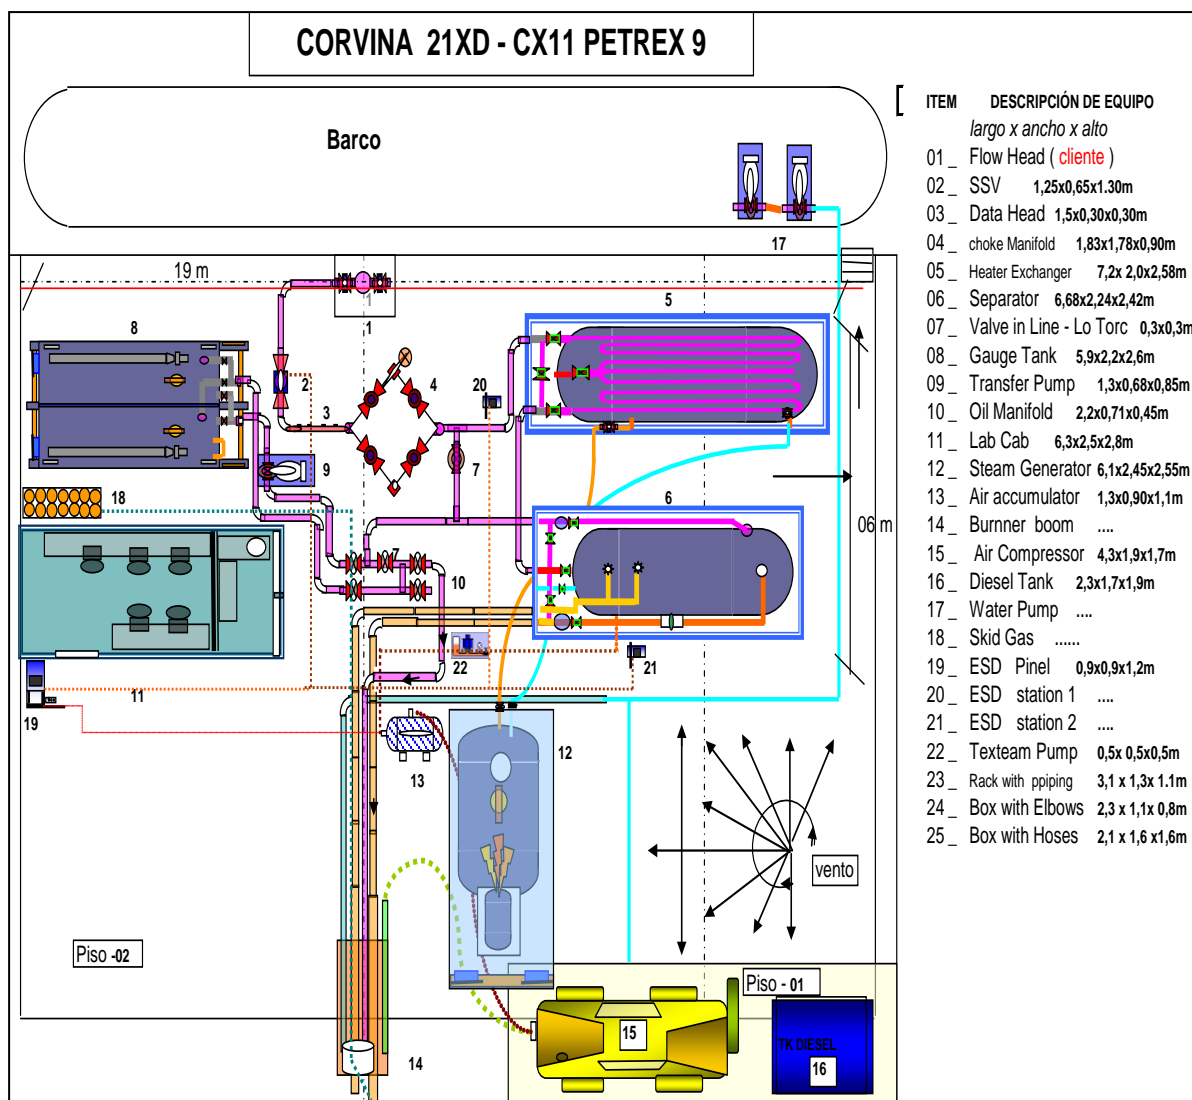 CORVINA 21XD - CX11 PETREX 9
Barco
ITEM DESCRIPCIÓN DE EQUIPO
largo x ancho x alto
01 _ Flow Head ( cliente )
02 _ SSV 1,25x0,65x1.30m
03 _ Data Head 1,5x0,30x0,30m
04 _ choke Manifold 1,83x1,78x0,90m
05 _ Heater Exchanger 7,2x 2,0x2,58m
06 _ Separator 6,68x2,24x2,42m
07 _ Valve in Line - Lo Torc 0,3x0,3m
08 _ Gauge Tank 5,9x2,2x2,6m
09 _ Transfer Pump 1,3x0,68x0,85m
10 _ Oil Manifold 2,2x0,71x0,45m
11 _ Lab Cab 6,3x2,5x2,8m
12 _ Steam Generator 6,1x2,45x2,55m
13 _ Air accumulator 1,3x0,90x1,1m
14 _ Burnner boom ....
15 _ Air Compressor 4,3x1,9x1,7m
16 _ Diesel Tank 2,3x1,7x1,9m
17 _ Water Pump ....
18 _ Skid Gas ......
19 _ ESD Pinel 0,9x0,9x1,2m
20 _ ESD station 1 ....
21 _ ESD station 2 ....
22 _ Texteam Pump 0,5x 0,5x0,5m
23 _ Rack with ppiping 3,1 x 1,3x 1.1m
24 _ Box with Elbows 2,3 x 1,1x 0,8m
25 _ Box with Hoses 2,1 x 1,6 x1,6m
17
19 m
1
5
8
1
2
4
20
3
9
7
18
6
06 m
7
10
22
21
11
19
12
13
vento
Piso -02
Piso - 01
15
TK DIESEL
14
16